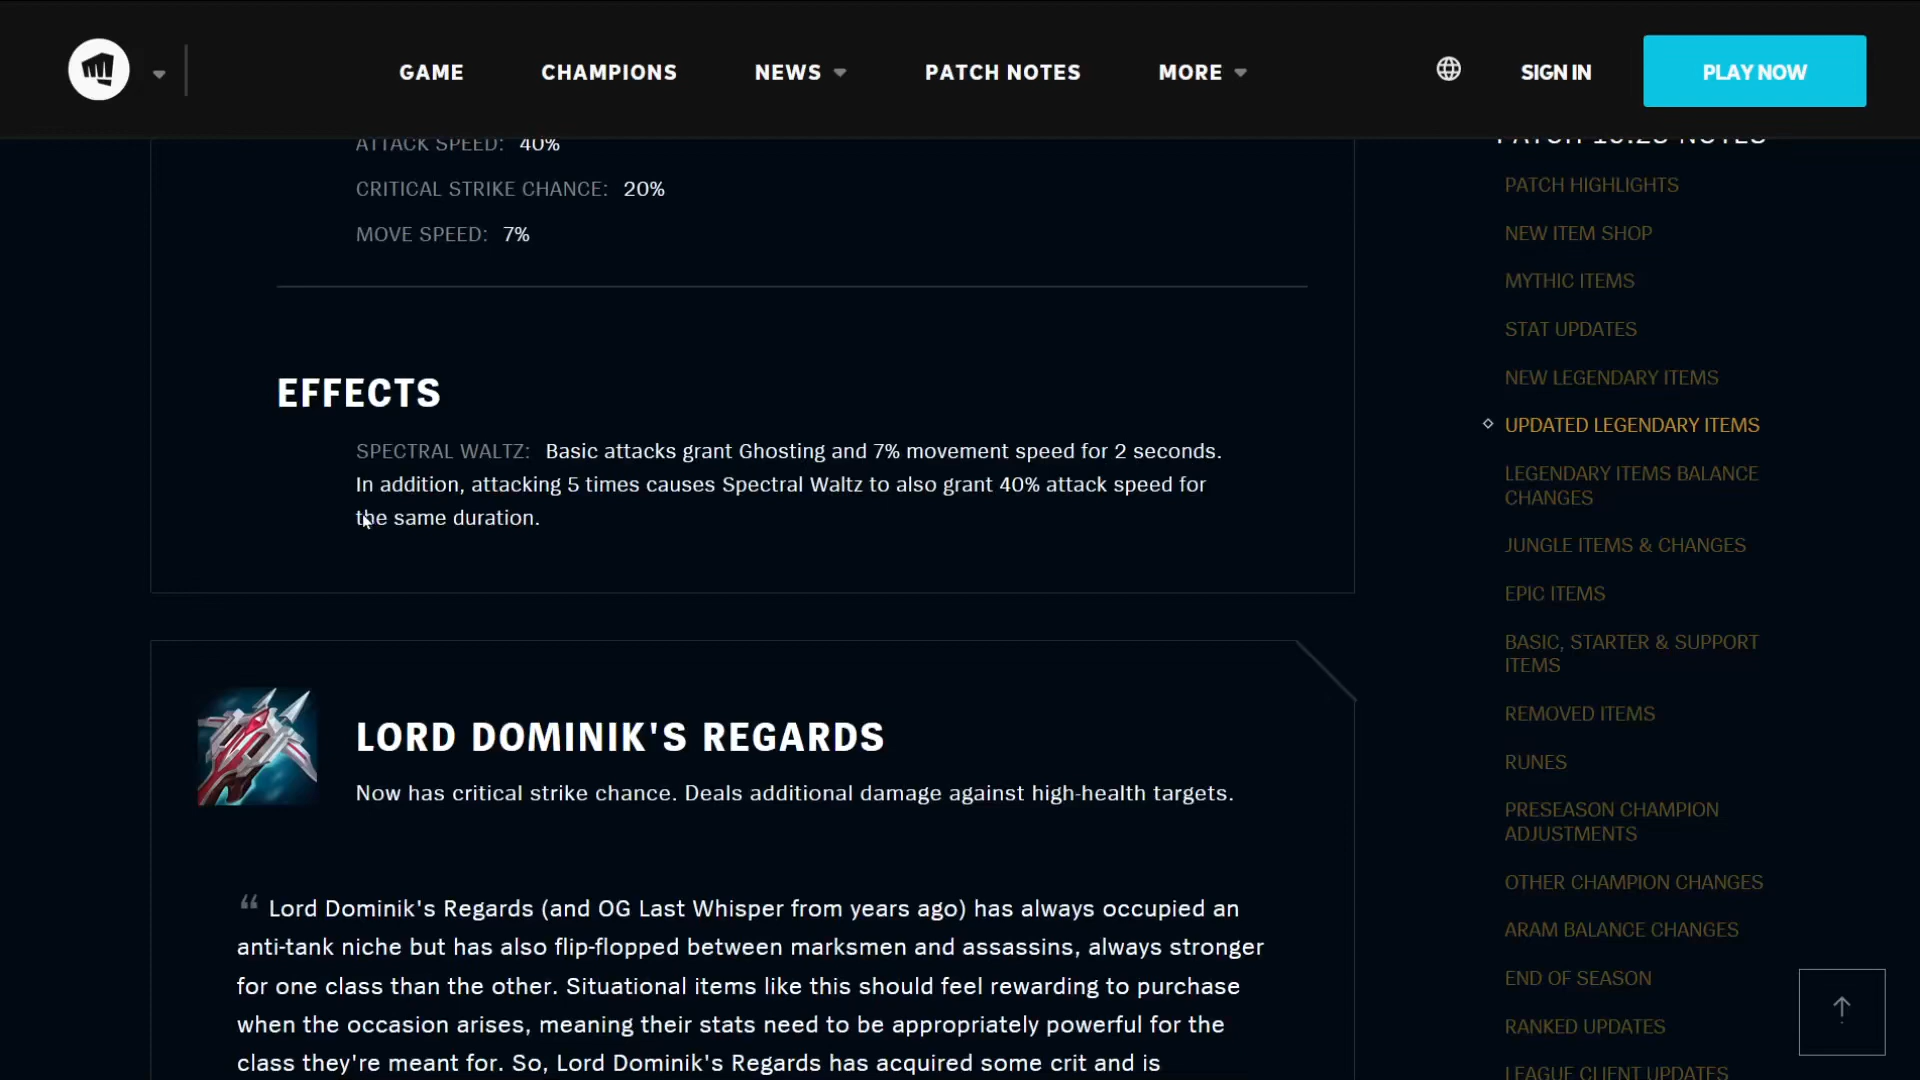 GAME
CHAMPIONS
NEWS
PATCH NOTES
MORE
SIGN IN
PLAY NOW
ATTACK SPEED: 40%
CRITICAL STRIKE CHANCE: 20%
MOVE SPEED: 7%
EFFECTS
SPECTRAL WALTZ: Basic attacks grant Ghosting and 7% movement speed for 2 seconds.
In addition, attacking 5 times causes Spectral Waltz to also grant 40% attack speed for
the same duration.
LORD DOMINIK'S REGARDS
Now has critical strike chance. Deals additional damage against high-health targets.
“ Lord Dominik's Regards (and OG Last Whisper from years ago) has always occupied an
anti-tank niche but has also flip-flopped between marksmen and assassins, always stronger
for one class than the other. Situational items like this should feel rewarding to purchase
when the occasion arises, meaning their stats need to be appropriately powerful for the
class they're meant for. So, Lord Dominik's Regards has acquired some crit and is
PATCH 10.23 NOTES
PATCH HIGHLIGHTS
NEW ITEM SHOP
MYTHIC ITEMS
STAT UPDATES
NEW LEGENDARY ITEMS
UPDATED LEGENDARY ITEMS
LEGENDARY ITEMS BALANCE
CHANGES
JUNGLE ITEMS & CHANGES
EPIC ITEMS
BASIC, STARTER & SUPPORT
ITEMS
REMOVED ITEMS
RUNES
PRESEASON CHAMPION
ADJUSTMENTS
OTHER CHAMPION CHANGES
ARAM BALANCE CHANGES
END OF SEASON
RANKED UPDATES
LEAGUE CLIENT UPDATES